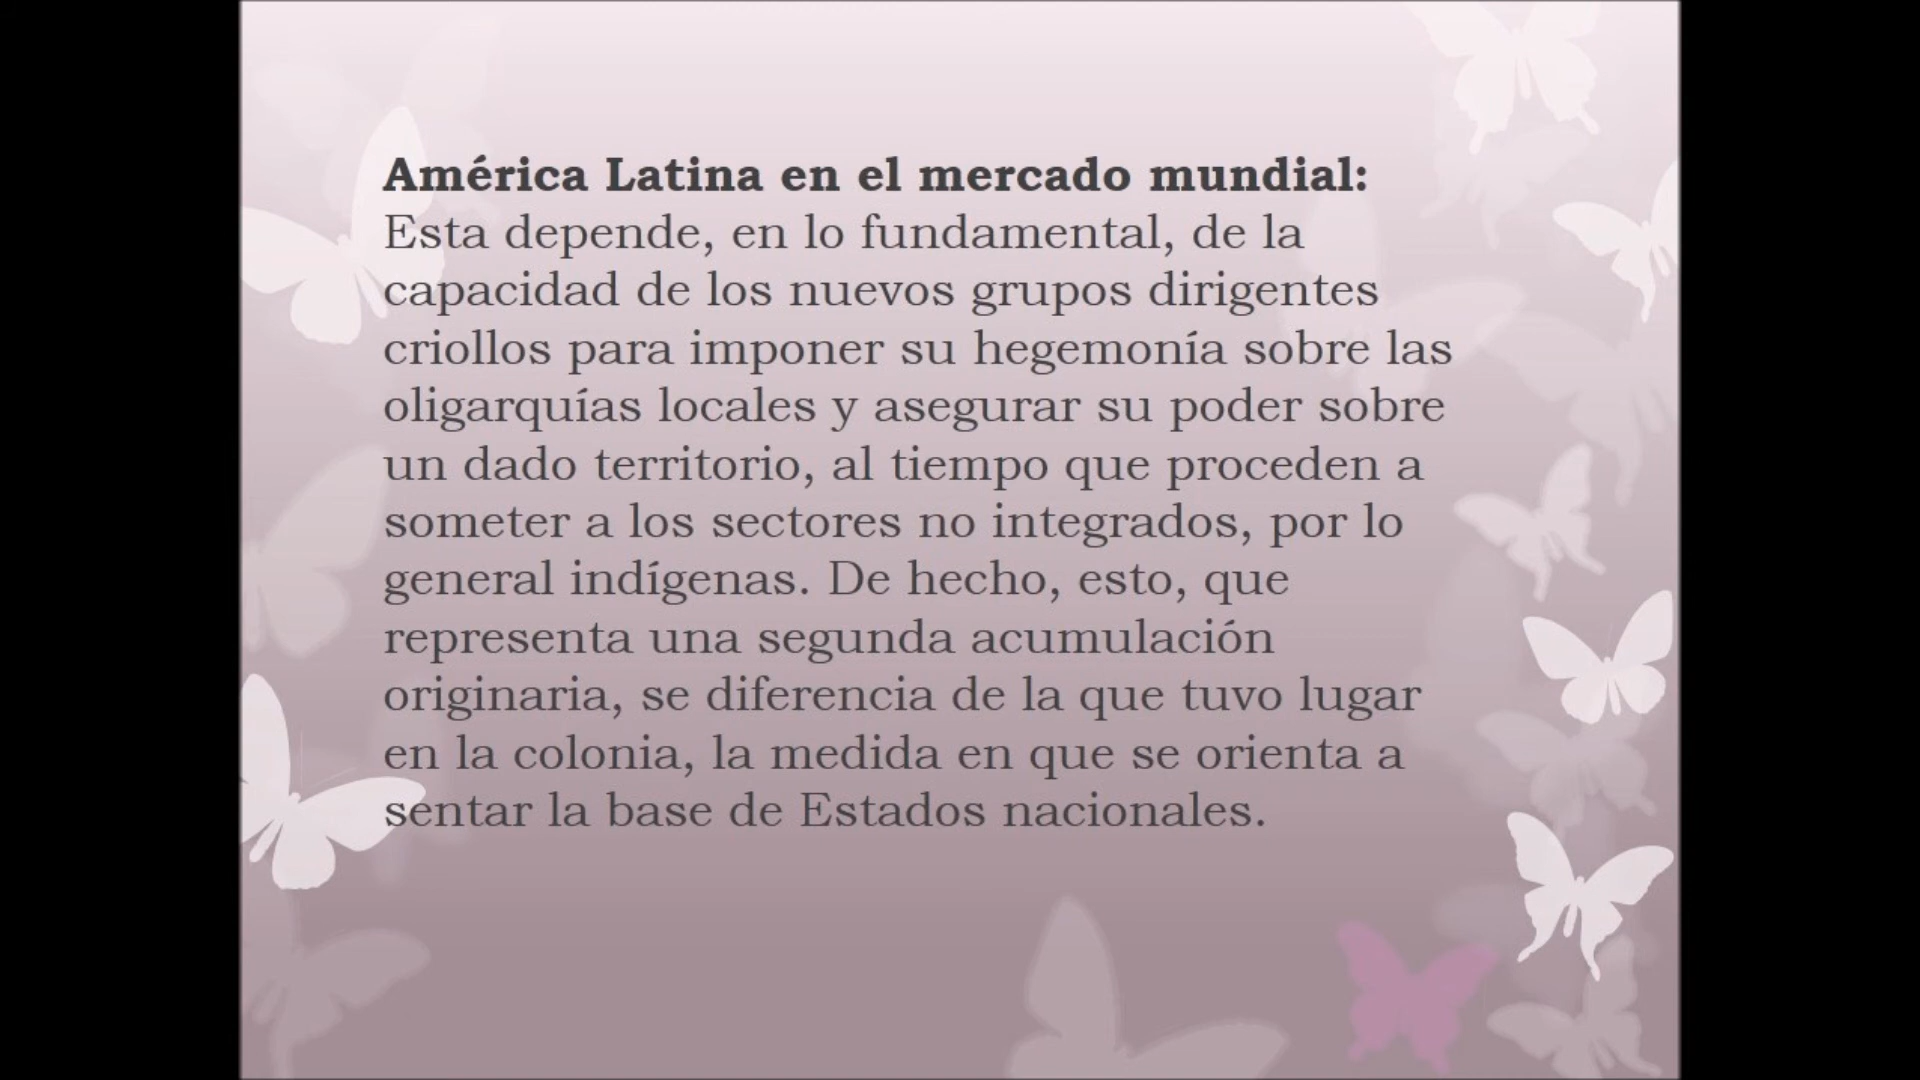 América Latina en el mercado mundial:
Esta depende, en lo fundamental, de la
capacidad de los nuevos grupos dirigentes
criollos para imponer su hegemonía sobre las
oligarquías locales y asegurar su poder sobre
un dado territorio, al tiempo que proceden a
someter a los sectores no integrados, por lo
general indígenas. De hecho, esto, que
representa una segunda acumulación
originaria, se diferencia de la que tuvo lugar
en la colonia, la medida en que se orienta a
sentar la base de Estados nacionales.